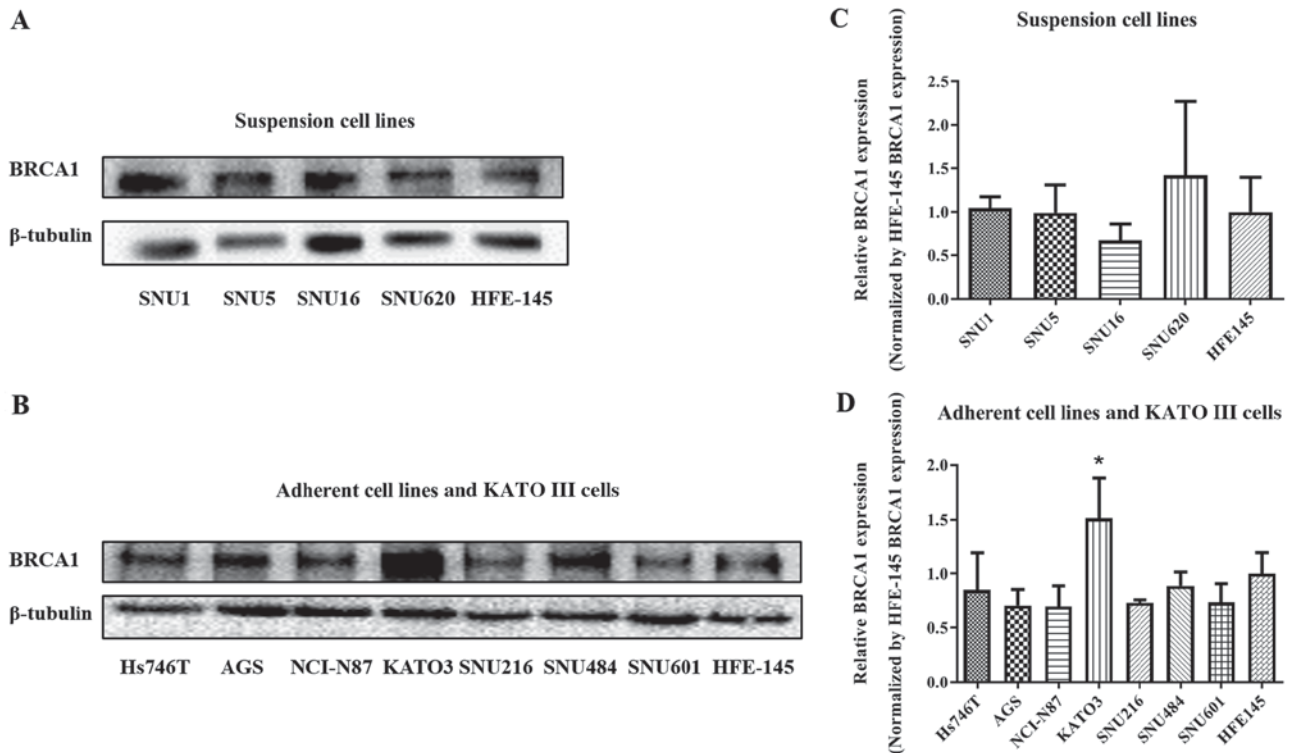 A
Suspension cell lines
BRCA1
β-tubulin
SNU1 SNU5 SNU16 SNU620 HFE-145
B
Adherent cell lines and KATO III cells
BRCA1
β-tubulin
Hs746T AGS NCI-N87 KATO3 SNU216 SNU484 SNU601 HFE-145
C
Suspension cell lines
Relative BRCA1 expression
(Normalized by HFE-145 BRCA1 expression)
2.5
2.0
1.5
1.0
0.5
0.0
SNU1 SNU5 SNU16 SNU620 HFE145
D
Adherent cell lines and KATO III cells
Relative BRCA1 expression
(Normalized by HFE-145 BRCA1 expression)
2.0
1.5
1.0
0.5
0.0
*
Hs746T AGS NCI-N87 KATO3 SNU216 SNU484 SNU601 HFE145